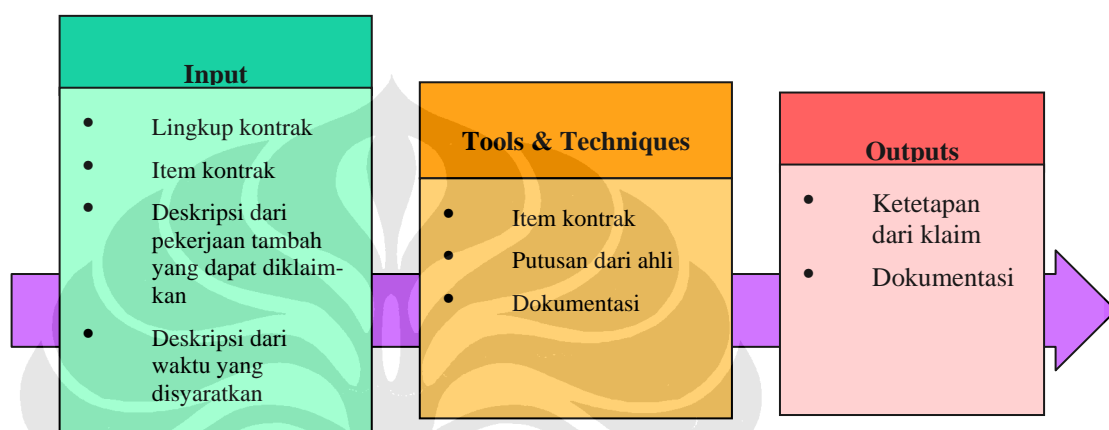 Input
• Lingkup kontrak
• Item kontrak
• Deskripsi dari
pekerjaan tambah
yang dapat diklaim-
kan
• Deskripsi dari
waktu yang
disyaratkan
Tools & Techniques
• Item kontrak
• Putusan dari ahli
• Dokumentasi
Outputs
• Ketetapan
dari klaim
• Dokumentasi